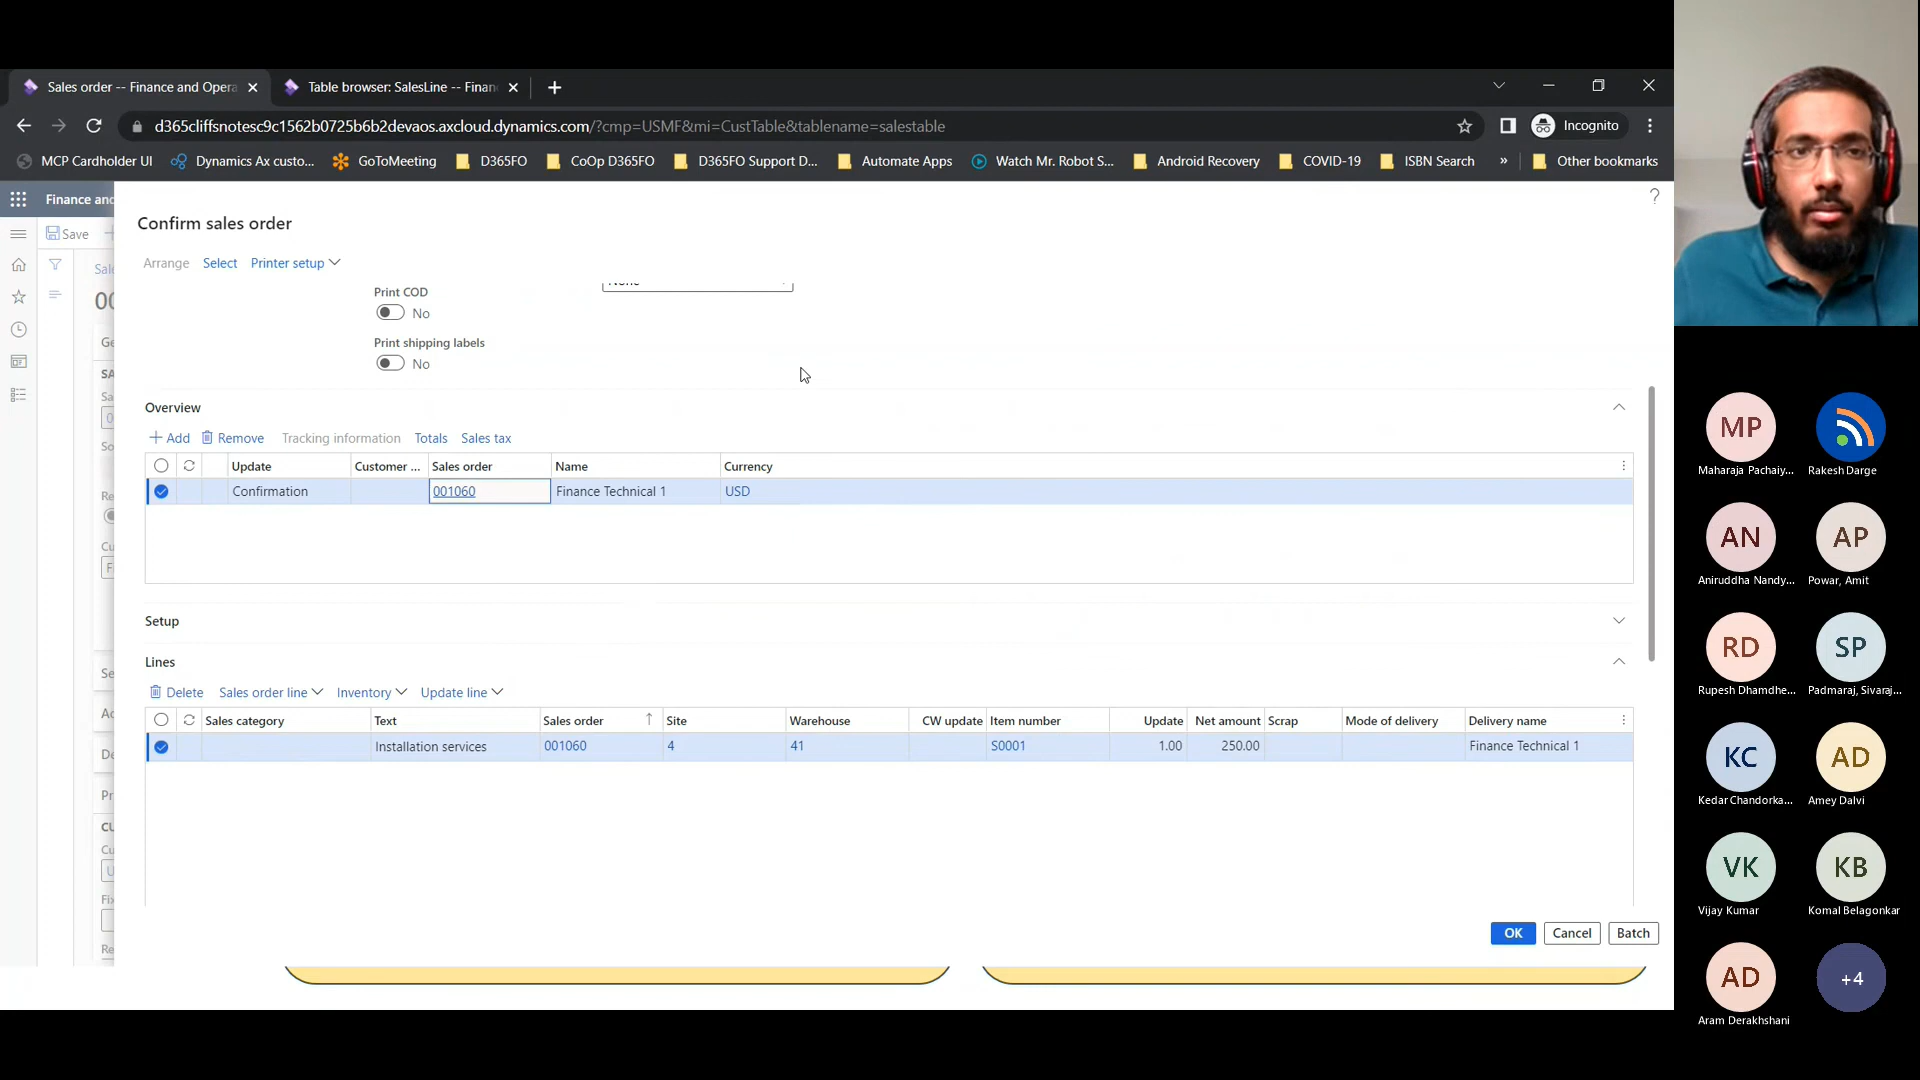 Sales order -- Finance and Opera
Table browser: SalesLine -- Finan
d365cliffsnotesc9c1562b0725b6b2devaos.axcloud.dynamics.com/?cmp=USMF&mi=CustTable&tablename=salestable
Incognito
MCP Cardholder UI
Dynamics Ax custo...
GoToMeeting
D365FO
CoOp D365FO
D365FO Support D...
Automate Apps
Watch Mr. Robot S...
Android Recovery
COVID-19
ISBN Search
»
Other bookmarks
Finance and
Save
Confirm sales order
?
Arrange
Select
Printer setup
Print COD
No
None
Print shipping labels
No
Overview
+ Add
Remove
Tracking information
Totals
Sales tax
Update
Customer ...
Sales order
Name
Currency
Confirmation
001060
Finance Technical 1
USD
Setup
Lines
Delete
Sales order line
Inventory
Update line
Sales category
Text
Sales order
Site
Warehouse
CW update
Item number
Update
Net amount
Scrap
Mode of delivery
Delivery name
Installation services
001060
4
41
S0001
1.00
250.00
Finance Technical 1
OK
Cancel
Batch
MP
Maharaja Pachaiy...
Rakesh Darge
AN
Aniruddha Nandy...
AP
Powar, Amit
RD
Rupesh Dhamdhe...
SP
Padmaraj, Sivaraj...
KC
Kedar Chandorka...
AD
Amey Dalvi
VK
Vijay Kumar
KB
Komal Belagonkar
AD
Aram Derakhshani
+4